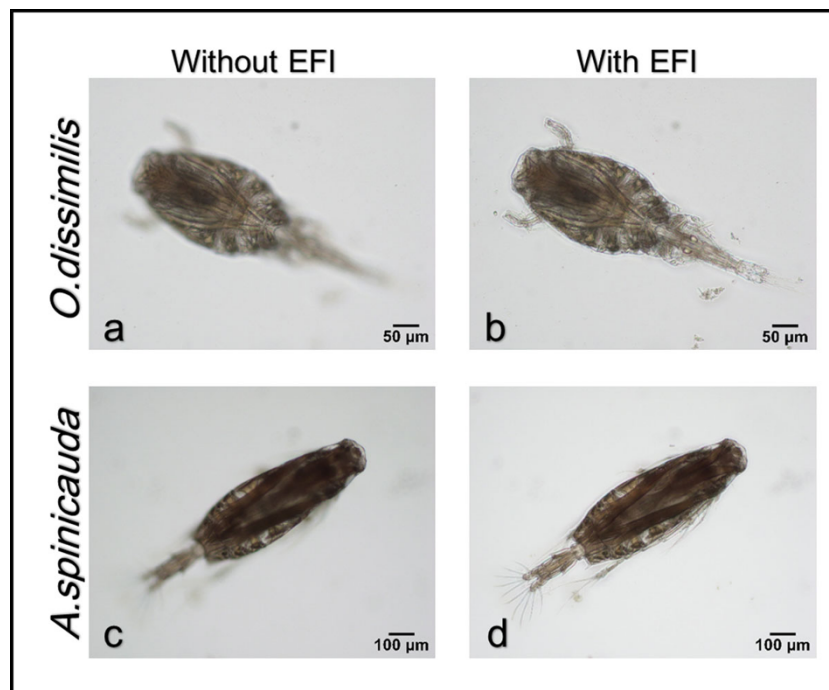 Without EFI
With EFI
O.dissimilis
a
50 µm
b
50 µm
A.spinicauda
c
100 µm
d
100 µm